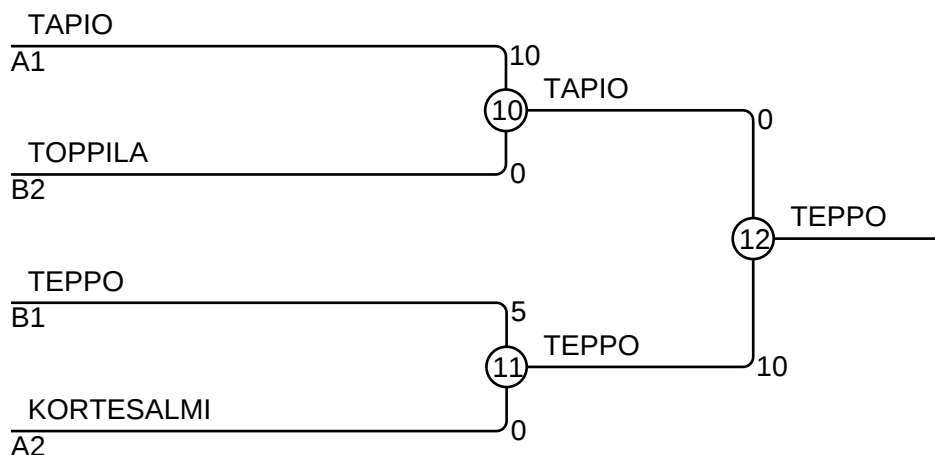 TAPIO
A1
10
10
TAPIO
0
TOPPILA
B2
0
12
TEPPO
TEPPO
B1
5
11
TEPPO
10
KORTESALMI
A2
0